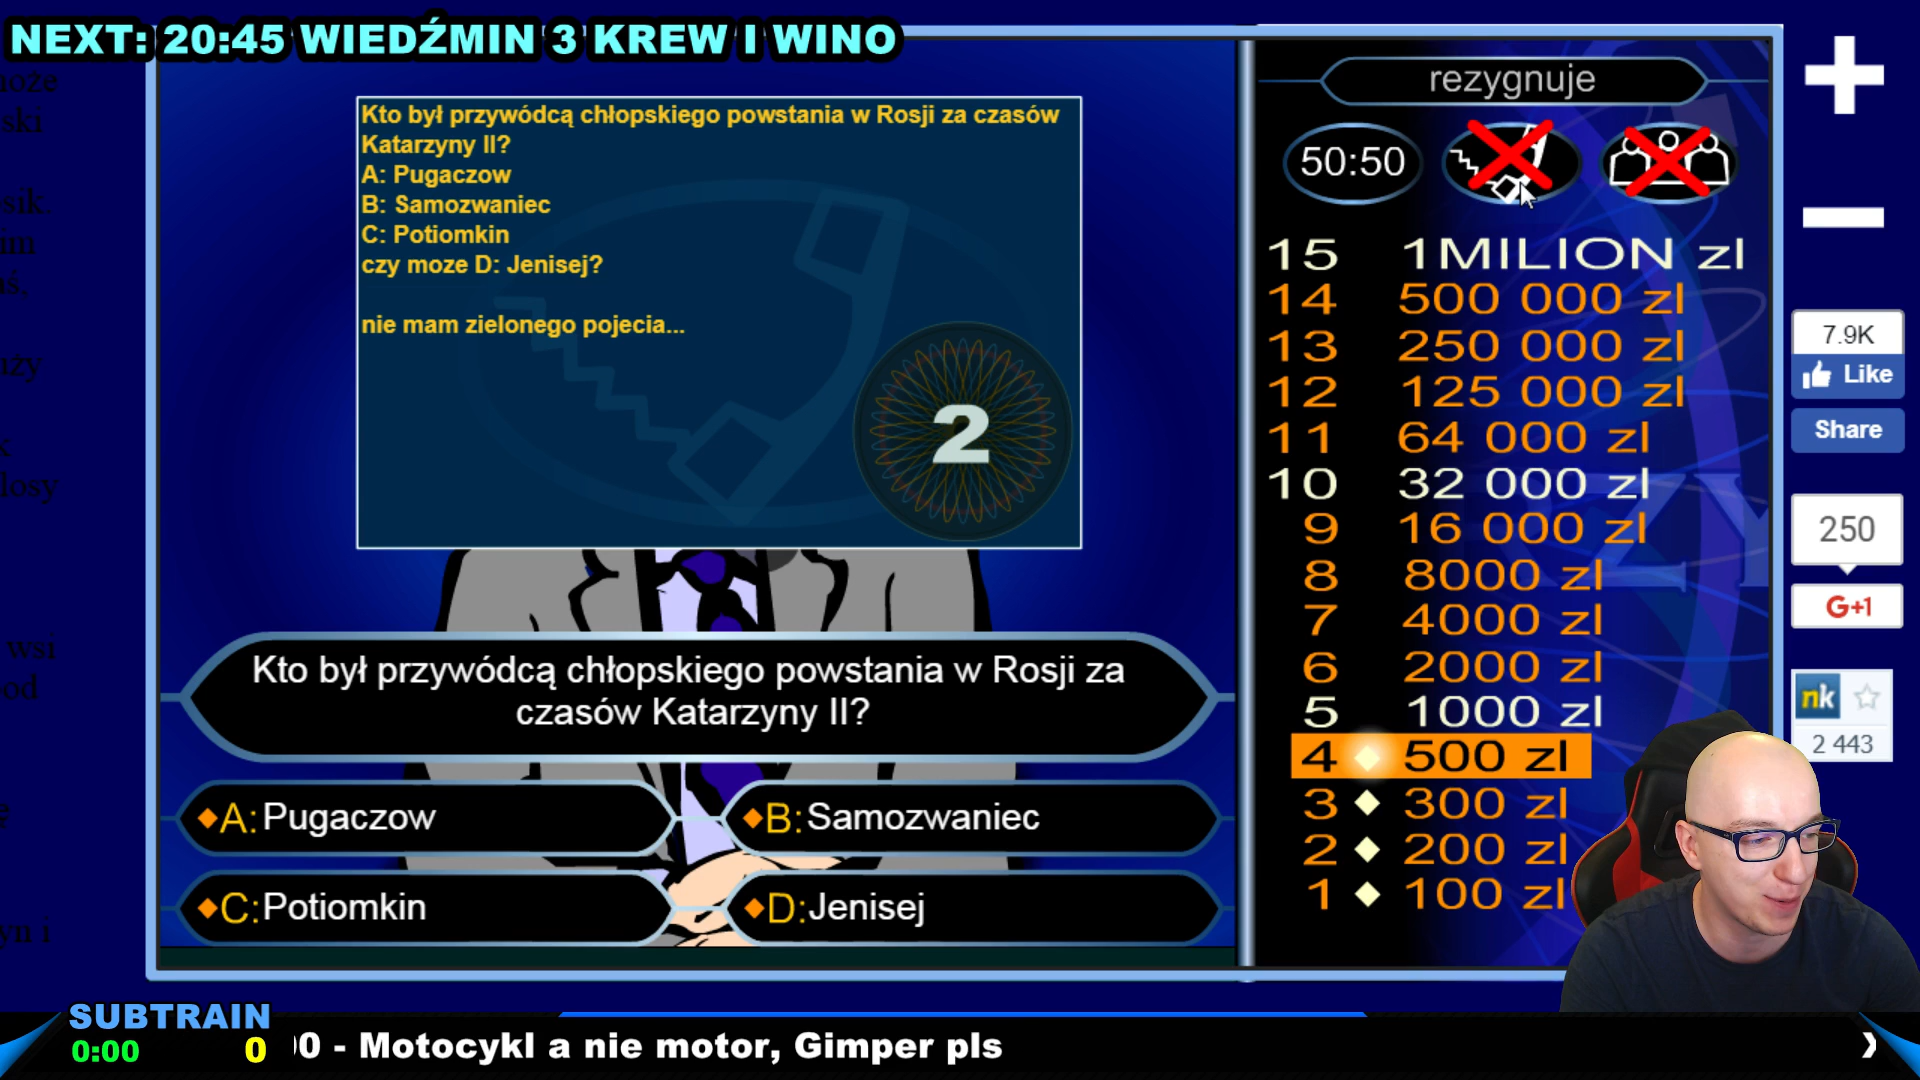 NEXT: 20:45 WIEDŹMIN 3 KREW I WINO
Kto był przywódcą chłopskiego powstania w Rosji za czasów
Katarzyny II?
A: Pugaczow
B: Samozwaniec
C: Potiomkin
czy moze D: Jenisej?
nie mam zielonego pojecia...
2
Kto był przywódcą chłopskiego powstania w Rosji za
czasów Katarzyny II?
A: Pugaczow
B: Samozwaniec
C: Potiomkin
D: Jenisej
rezygnuje
50:50
15 1MILION zl
14 500 000 zl
13 250 000 zl
12 125 000 zl
11 64 000 zl
10 32 000 zl
9 16 000 zl
8 8000 zl
7 4000 zl
6 2000 zl
5 1000 zl
4 500 zl
3 300 zl
2 200 zl
1 100 zl
7.9K
Like
Share
250
G+1
nk
2 443
wsi
SUBTRAIN
0:00 0
0 - Motocykl a nie motor, Gimper pls